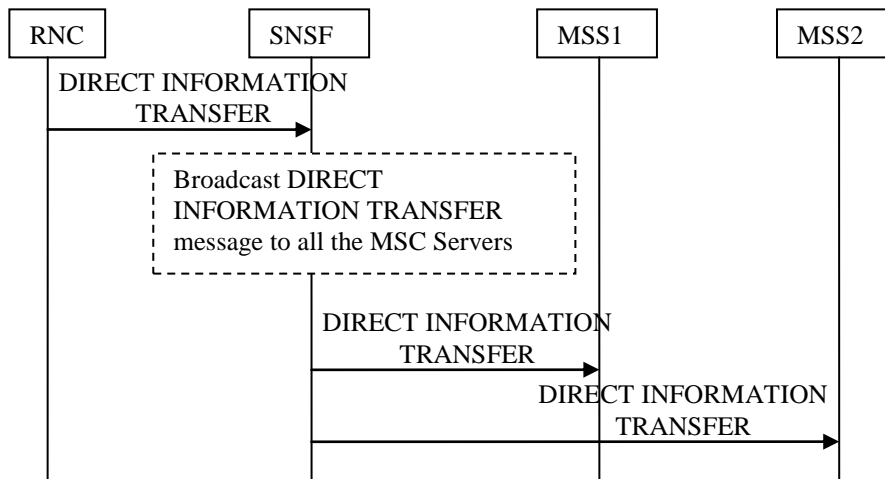 RNC
SNSF
MSS1
MSS2
DIRECT INFORMATION
TRANSFER
Broadcast DIRECT
INFORMATION TRANSFER
message to all the MSC Servers
DIRECT INFORMATION
TRANSFER
DIRECT INFORMATION
TRANSFER